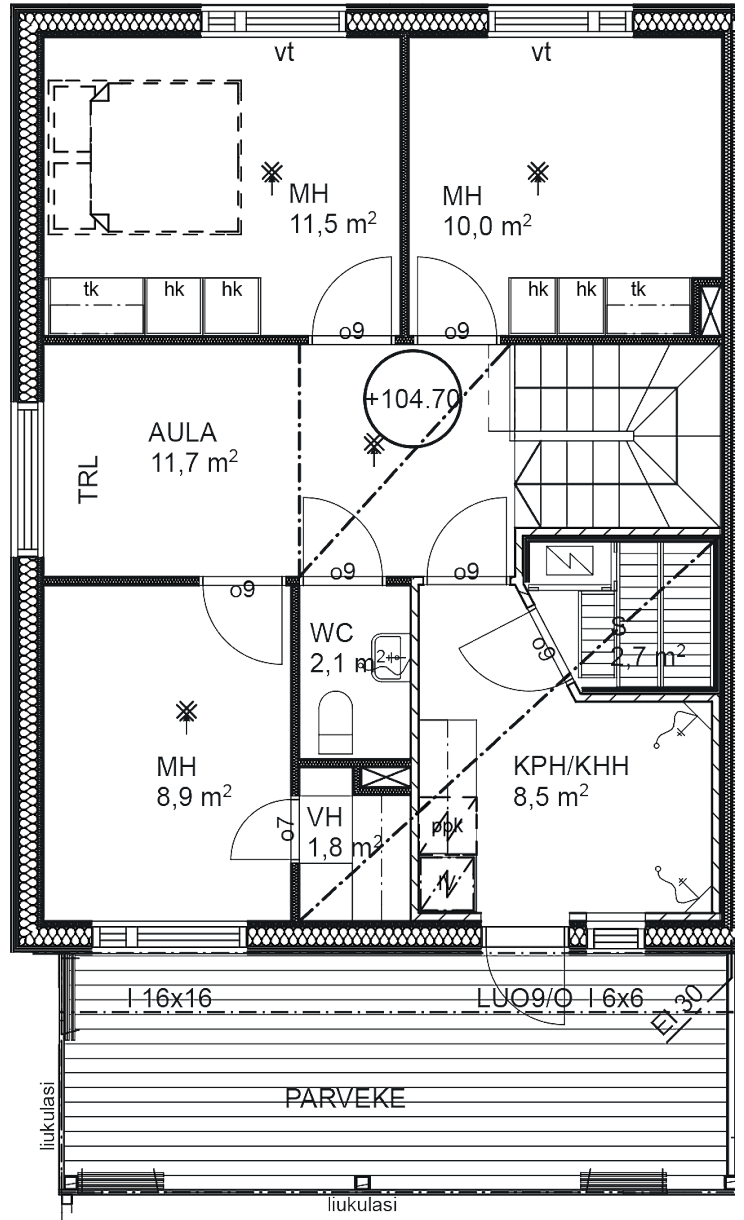 vt
vt
MH
11,5 m²
MH
10,0 m²
tk
hk
hk
hk
hk
tk
o9
o9
+104.70
AULA
11,7 m²
TRL
o9
o9
o9
WC
2,1 m²
o9
S
2,7 m²
MH
8,9 m²
KPH/KHH
8,5 m²
o7
VH
1,8 m²
ppk
I 16x16
LUO9/O
I 6x6
EI 30
PARVEKE
liukulasi
liukulasi